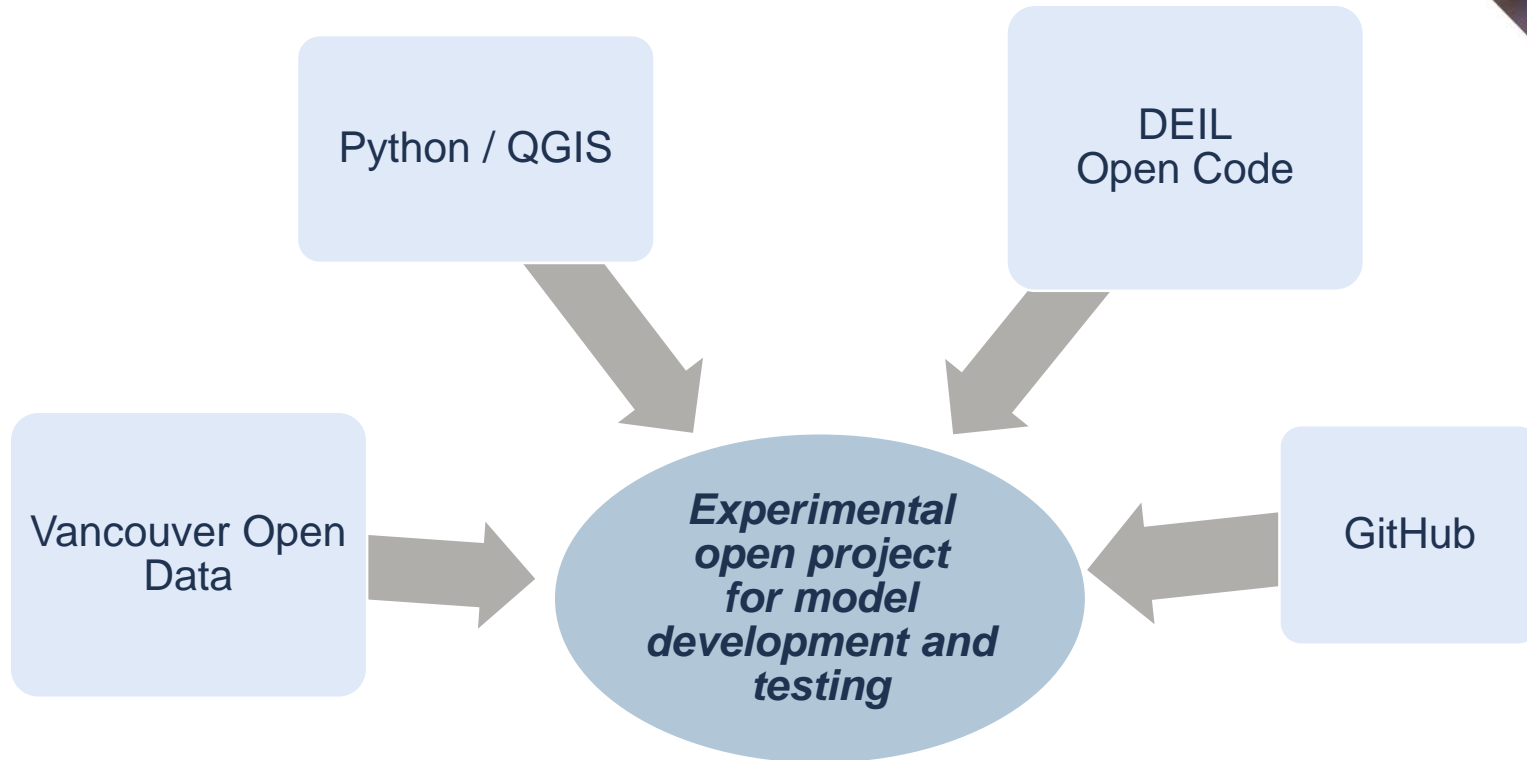 Python / QGIS
DEIL
Open Code
Vancouver Open
Data
Experimental
open project
for model
development and
testing
GitHub